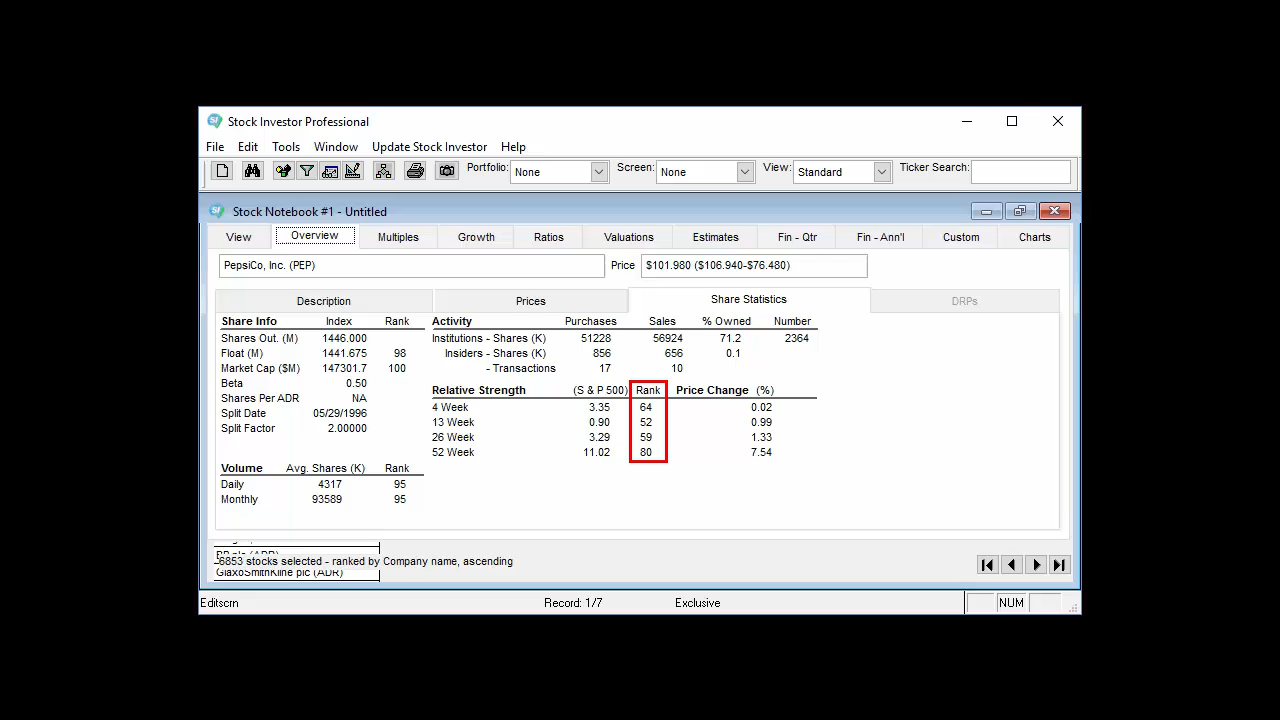 Stock Investor Professional
File Edit Tools Window Update Stock Investor Help
Portfolio: None Screen: None View: Standard Ticker Search:
Stock Notebook #1 - Untitled
View Overview Multiples Growth Ratios Valuations Estimates Fin - Qtr Fin - Ann'l Custom Charts
PepsiCo, Inc. (PEP) Price $101.980 ($106.940-$76.480)
Description Prices Share Statistics DRPs
Share Info Index Rank
Shares Out. (M) 1446.000
Float (M) 1441.675 98
Market Cap ($M) 147301.7 100
Beta 0.50
Shares Per ADR NA
Split Date 05/29/1996
Split Factor 2.00000
Volume Avg. Shares (K) Rank
Daily 4317 95
Monthly 93589 95
Activity Purchases Sales % Owned Number
Institutions - Shares (K) 51228 56924 71.2 2364
Insiders - Shares (K) 856 656 0.1
- Transactions 17 10
Relative Strength (S & P 500) Rank Price Change (%)
4 Week 3.35 64 0.02
13 Week 0.90 52 0.99
26 Week 3.29 59 1.33
52 Week 11.02 80 7.54
6853 stocks selected - ranked by Company name, ascending
GlaxoSmithKline plc (ADR)
Editscrn Record: 1/7 Exclusive NUM